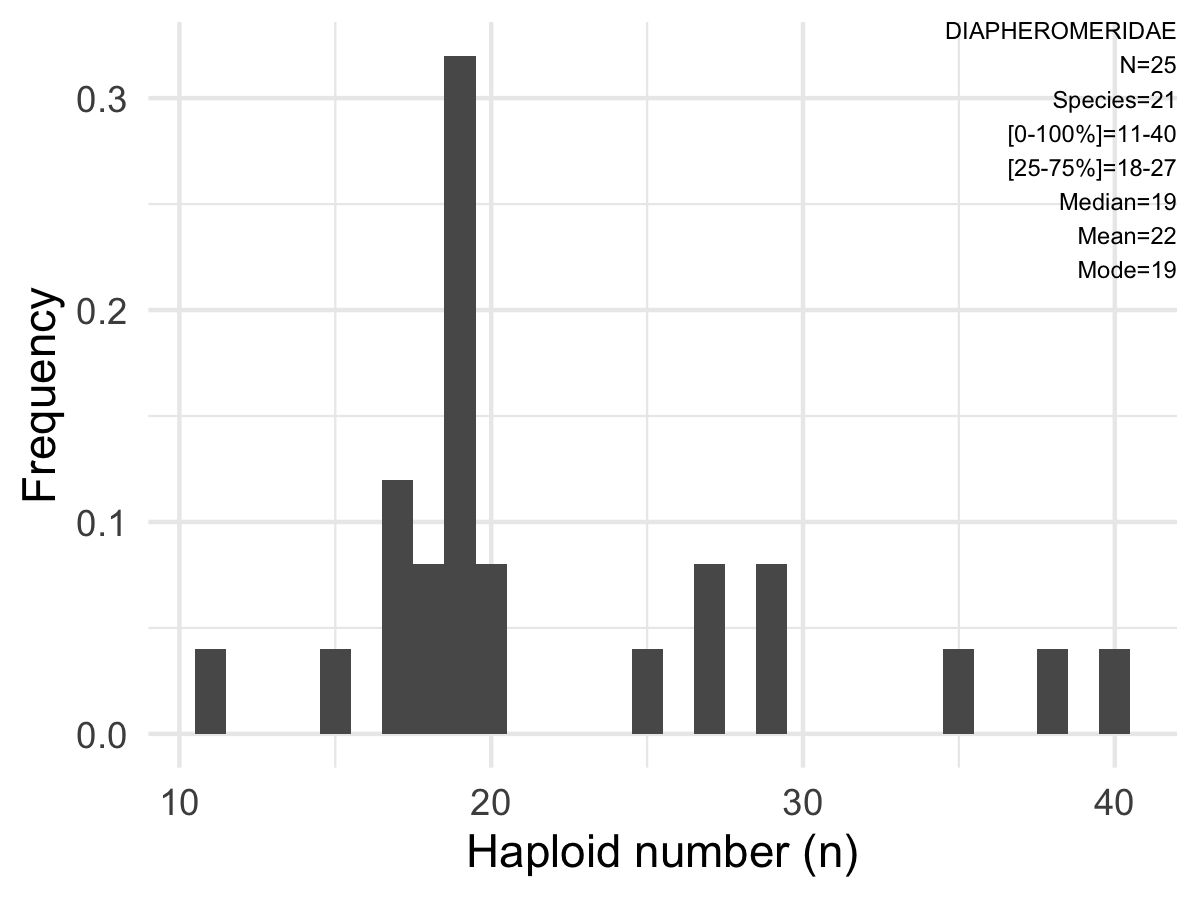 DIAPHEROMERIDAE
N=25
Species=21
[0-100%]=11-40
[25-75%]=18-27
Median=19
Mean=22
Mode=19
Frequency
0.3
0.2
0.1
0.0
10 20 30 40
Haploid number (n)